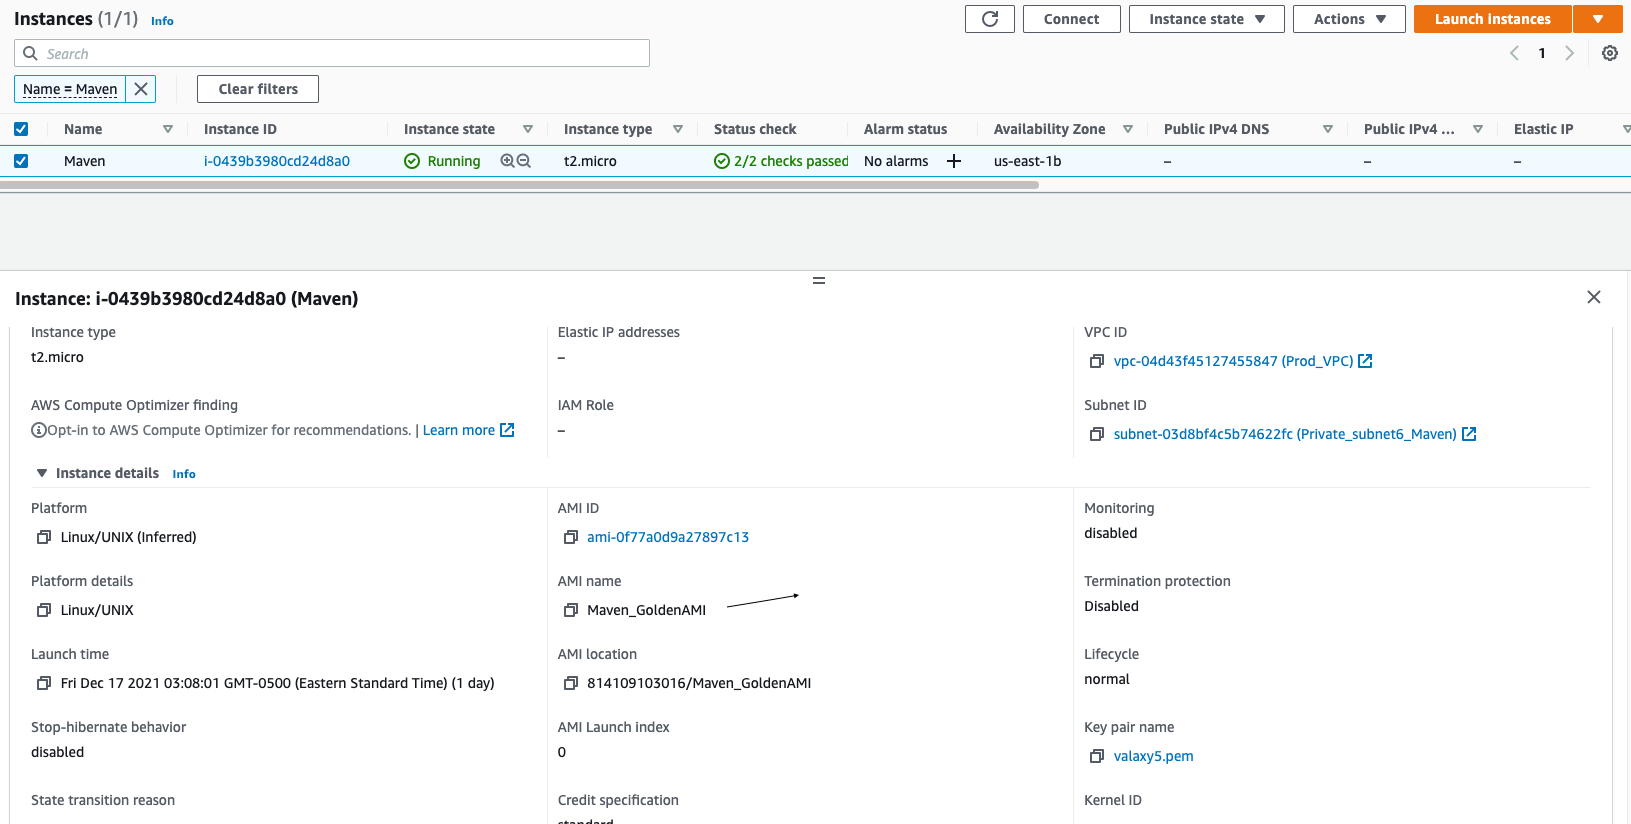 Instances (1/1) Info
Connect Instance state Actions Launch instances
Search
1
Name = Maven Clear filters
Name Instance ID Instance state Instance type Status check Alarm status Availability Zone Public IPv4 DNS Public IPv4 ... Elastic IP
Maven i-0439b3980cd24d8a0 Running t2.micro 2/2 checks passed No alarms + us-east-1b – – –
Instance: i-0439b3980cd24d8a0 (Maven)
Instance type Elastic IP addresses VPC ID
t2.micro – vpc-04d43f45127455847 (Prod_VPC)
AWS Compute Optimizer finding IAM Role Subnet ID
Opt-in to AWS Compute Optimizer for recommendations. | Learn more – subnet-03d8bf4c5b74622fc (Private_subnet6_Maven)
Instance details Info
Platform AMI ID Monitoring
Linux/UNIX (Inferred) ami-0f77a0d9a27897c13 disabled
Platform details AMI name Termination protection
Linux/UNIX Maven_GoldenAMI Disabled
Launch time AMI location Lifecycle
Fri Dec 17 2021 03:08:01 GMT-0500 (Eastern Standard Time) (1 day) 814109103016/Maven_GoldenAMI normal
Stop-hibernate behavior AMI Launch index Key pair name
disabled 0 valaxy5.pem
State transition reason Credit specification Kernel ID